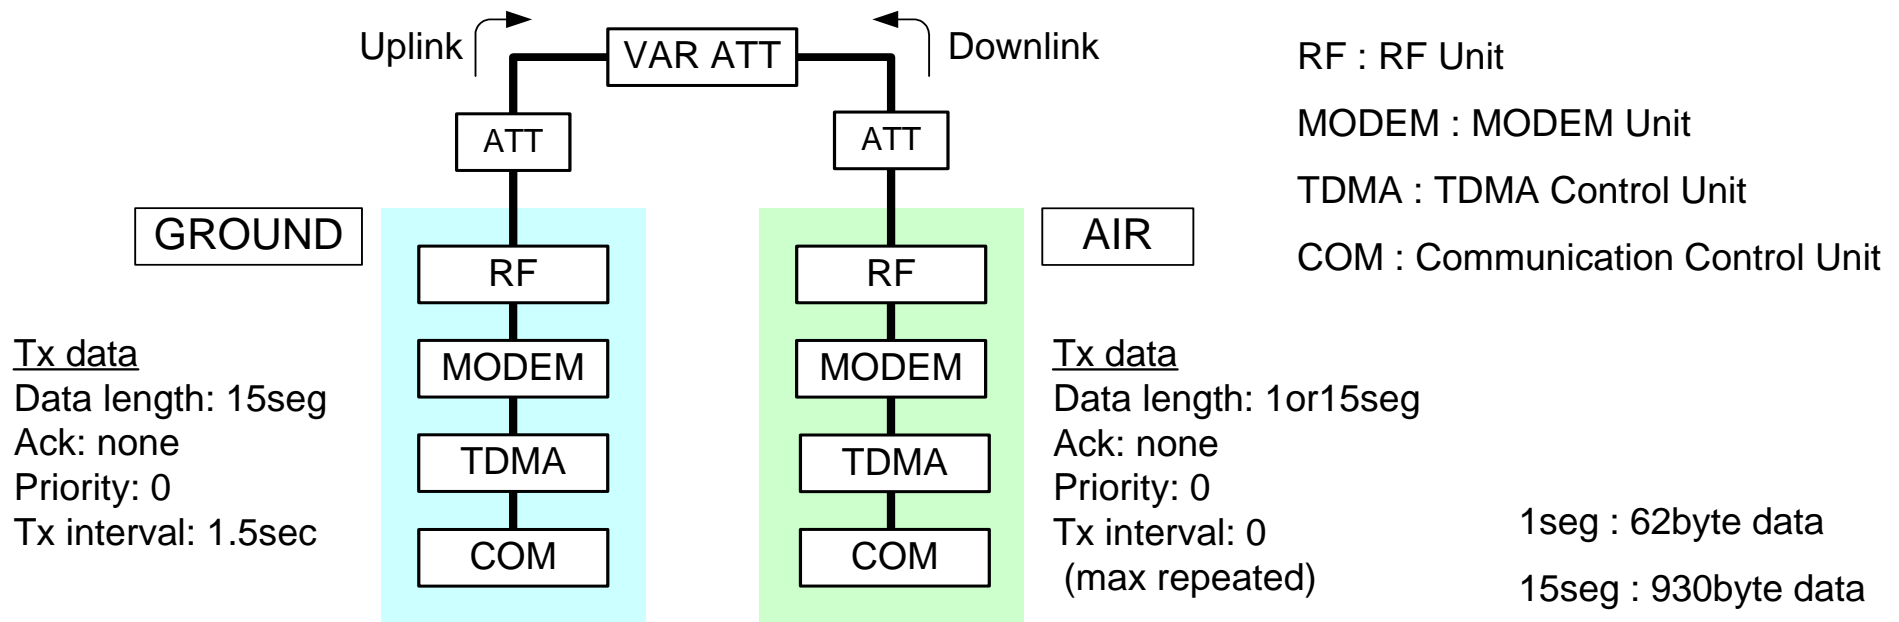 Uplink
VAR ATT
Downlink
ATT
ATT
RF : RF Unit
MODEM : MODEM Unit
TDMA : TDMA Control Unit
COM : Communication Control Unit
GROUND
RF
MODEM
TDMA
COM
RF
MODEM
TDMA
COM
AIR
Tx data
Data length: 15seg
Ack: none
Priority: 0
Tx interval: 1.5sec
Tx data
Data length: 1or15seg
Ack: none
Priority: 0
Tx interval: 0
(max repeated)
1seg : 62byte data
15seg : 930byte data